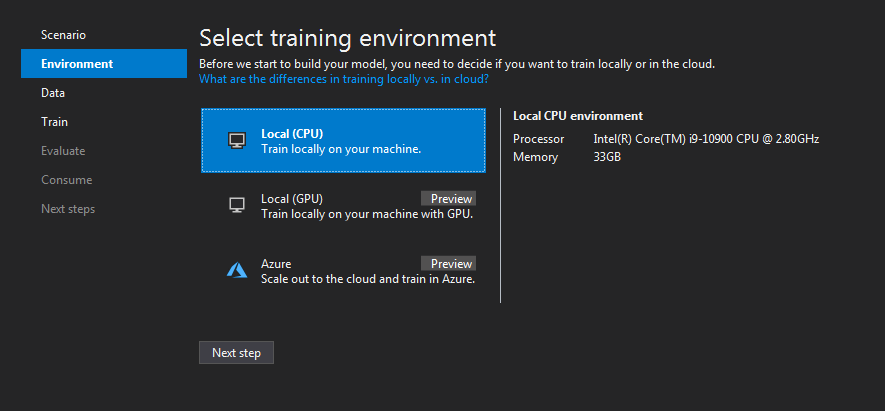 Scenario
Environment
Data
Train
Evaluate
Consume
Next steps
Select training environment
Before we start to build your model, you need to decide if you want to train locally or in the cloud.
What are the differences in training locally vs. in cloud?
Local (CPU)
Train locally on your machine.
Local (GPU) Preview
Train locally on your machine with GPU.
Azure Preview
Scale out to the cloud and train in Azure.
Local CPU environment
Processor Intel(R) Core(TM) i9-10900 CPU @ 2.80GHz
Memory 33GB
Next step